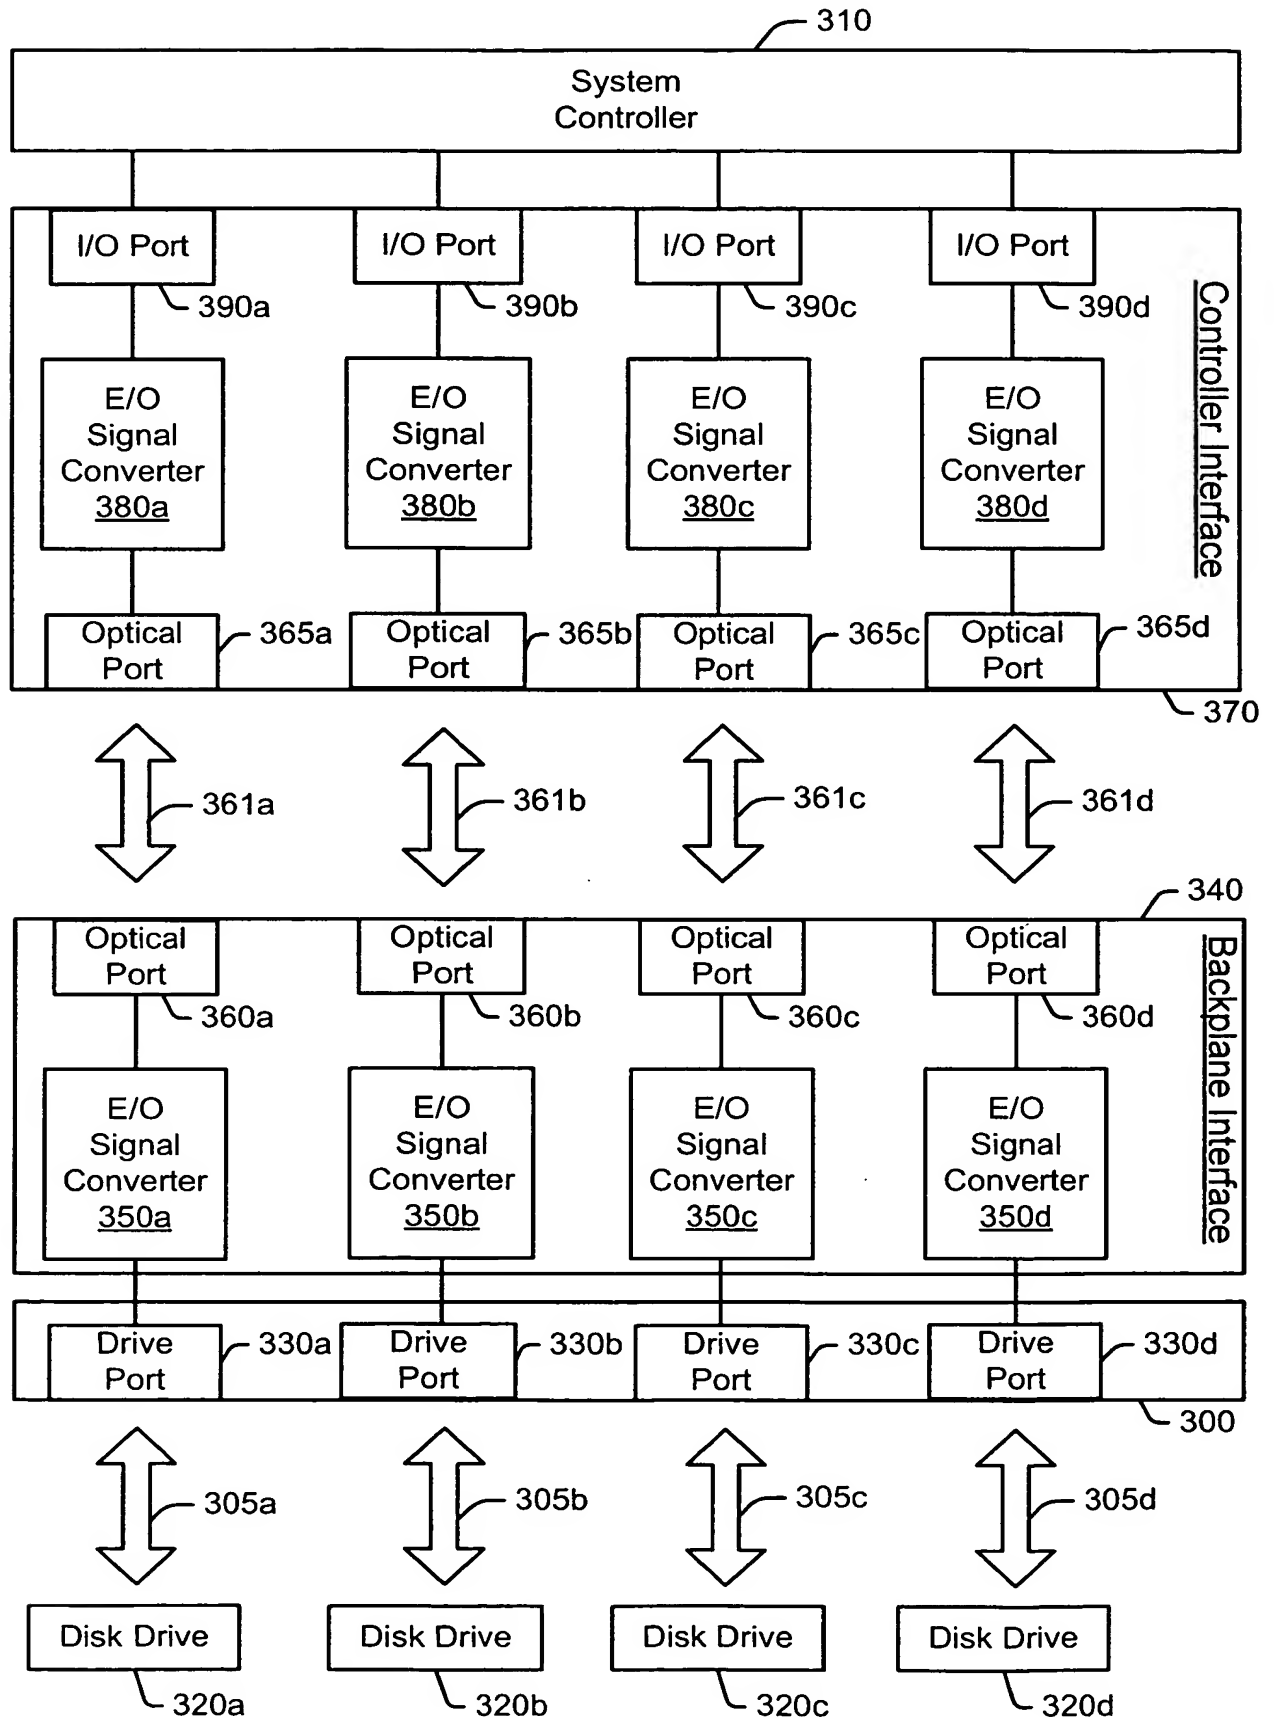 310
System
Controller
I/O Port
I/O Port
I/O Port
I/O Port
390a
390b
390c
390d
Controller Interface
E/O
Signal
Converter
380a
E/O
Signal
Converter
380b
E/O
Signal
Converter
380c
E/O
Signal
Converter
380d
Optical
Port
365a
Optical
Port
365b
Optical
Port
365c
Optical
Port
365d
370
361a
361b
361c
361d
340
Optical
Port
Optical
Port
Optical
Port
Optical
Port
360a
360b
360c
360d
Backplane Interface
E/O
Signal
Converter
350a
E/O
Signal
Converter
350b
E/O
Signal
Converter
350c
E/O
Signal
Converter
350d
Drive
Port
330a
Drive
Port
330b
Drive
Port
330c
Drive
Port
330d
300
305a
305b
305c
305d
Disk Drive
Disk Drive
Disk Drive
Disk Drive
320a
320b
320c
320d